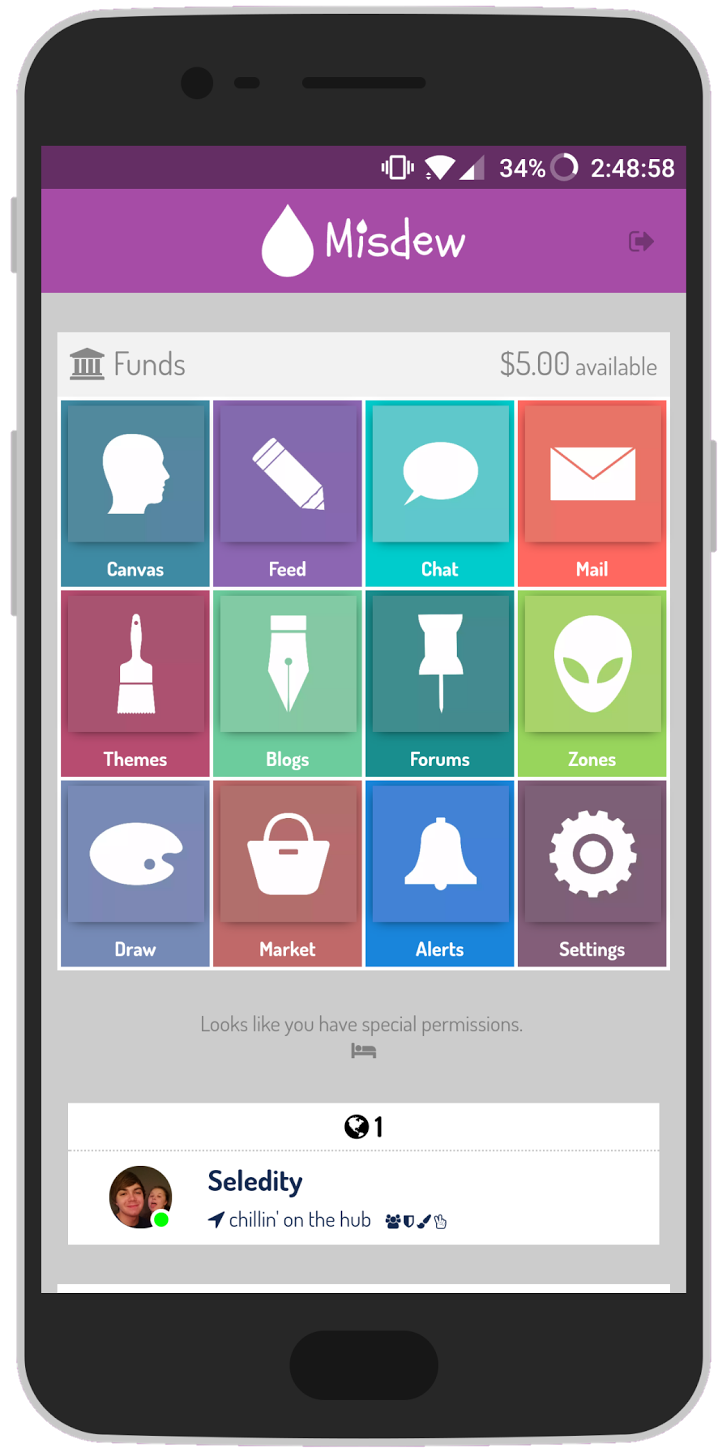 34% 2:48:58
Misdew
Funds $5.00 available
Canvas Feed Chat Mail
Themes Blogs Forums Zones
Draw Market Alerts Settings
Looks like you have special permissions.
1
Seledity
chillin' on the hub